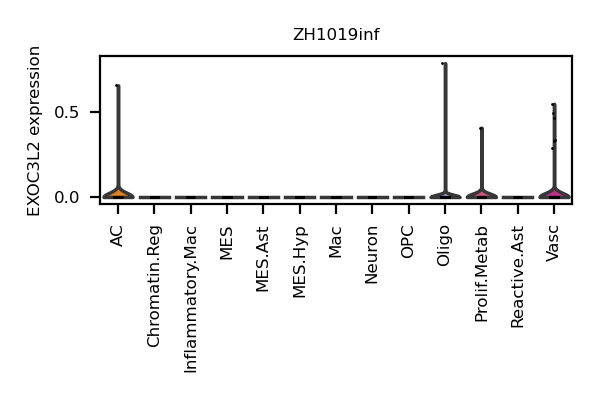 ZH1019inf
EXOC3L2 expression
0.5
0.0
AC
Chromatin.Reg
Inflammatory.Mac
MES
MES.Ast
MES.Hyp
Mac
Neuron
OPC
Oligo
Prolif.Metab
Reactive.Ast
Vasc